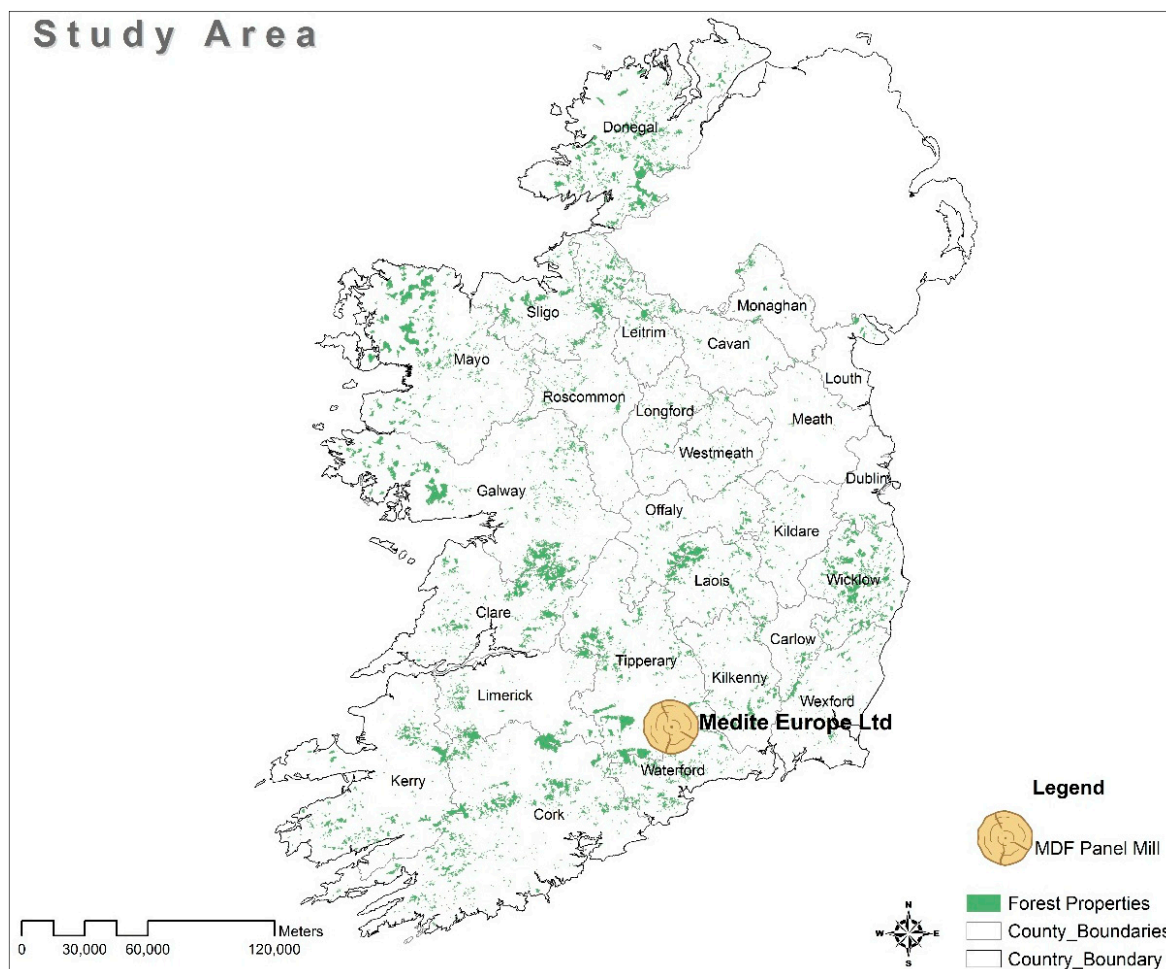 Study Area
Donegal
Monaghan
Sligo
Leitrim
Cavan
Mayo
Louth
Roscommon
Longford
Meath
Westmeath
Dublin
Galway
Offaly
Kildare
Laois
Wicklow
Clare
Carlow
Tipperary
Kilkenny
Limerick
Wexford
Medite Europe Ltd
Waterford
Kerry
Cork
Legend
MDF Panel Mill
Forest Properties
County_Boundaries
Country_Boundary
Meters
0 30,000 60,000 120,000
N
W E
S